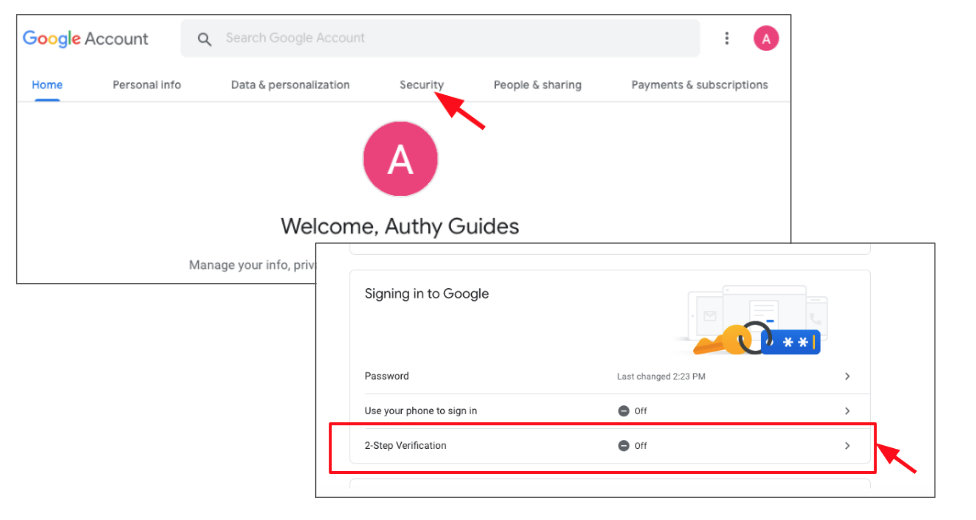 Google Account
Search Google Account
A
Home Personal info Data & personalization Security People & sharing Payments & subscriptions
A
Welcome, Authy Guides
Manage your info,
Signing in to Google
**
Password Last changed 2:23 PM
Use your phone to sign in Off
2-Step Verification Off